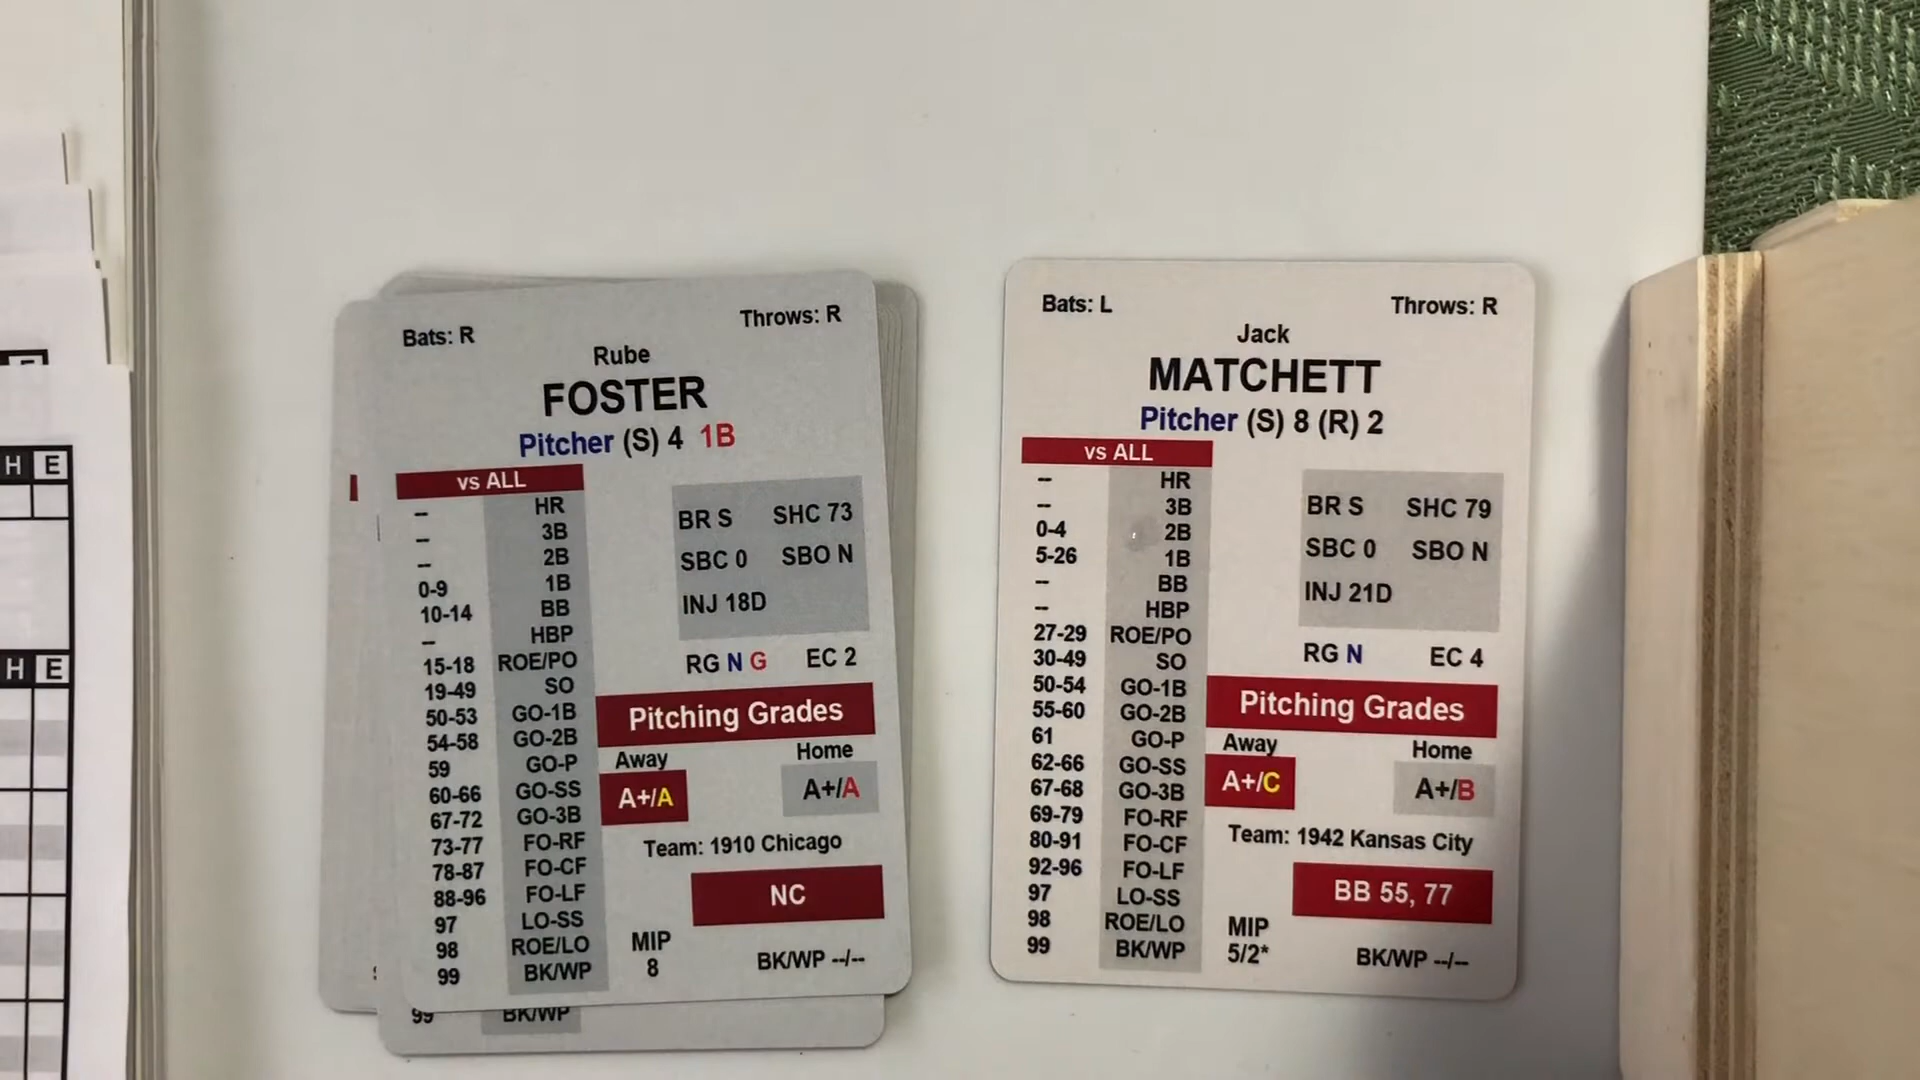 H E
H E
Bats: R Throws: R
Rube
FOSTER
Pitcher (S) 4 1B
vs ALL
-- HR
-- 3B
-- 2B
0-9 1B
10-14 BB
-- HBP
15-18 ROE/PO
19-49 SO
50-53 GO-1B
54-58 GO-2B
59 GO-P
60-66 GO-SS
67-72 GO-3B
73-77 FO-RF
78-87 FO-CF
88-96 FO-LF
97 LO-SS
98 ROE/LO
99 BK/WP
BR S SHC 73
SBC 0 SBO N
INJ 18D
RG N G EC 2
Pitching Grades
Away Home
A+/A A+/A
Team: 1910 Chicago
NC
MIP
8
BK/WP --/--
99 BK/WP
Bats: L Throws: R
Jack
MATCHETT
Pitcher (S) 8 (R) 2
vs ALL
-- HR
-- 3B
0-4 2B
5-26 1B
-- BB
-- HBP
27-29 ROE/PO
30-49 SO
50-54 GO-1B
55-60 GO-2B
61 GO-P
62-66 GO-SS
67-68 GO-3B
69-79 FO-RF
80-91 FO-CF
92-96 FO-LF
97 LO-SS
98 ROE/LO
99 BK/WP
BR S SHC 79
SBC 0 SBO N
INJ 21D
RG N EC 4
Pitching Grades
Away Home
A+/C A+/B
Team: 1942 Kansas City
BB 55, 77
MIP
5/2*
BK/WP --/--